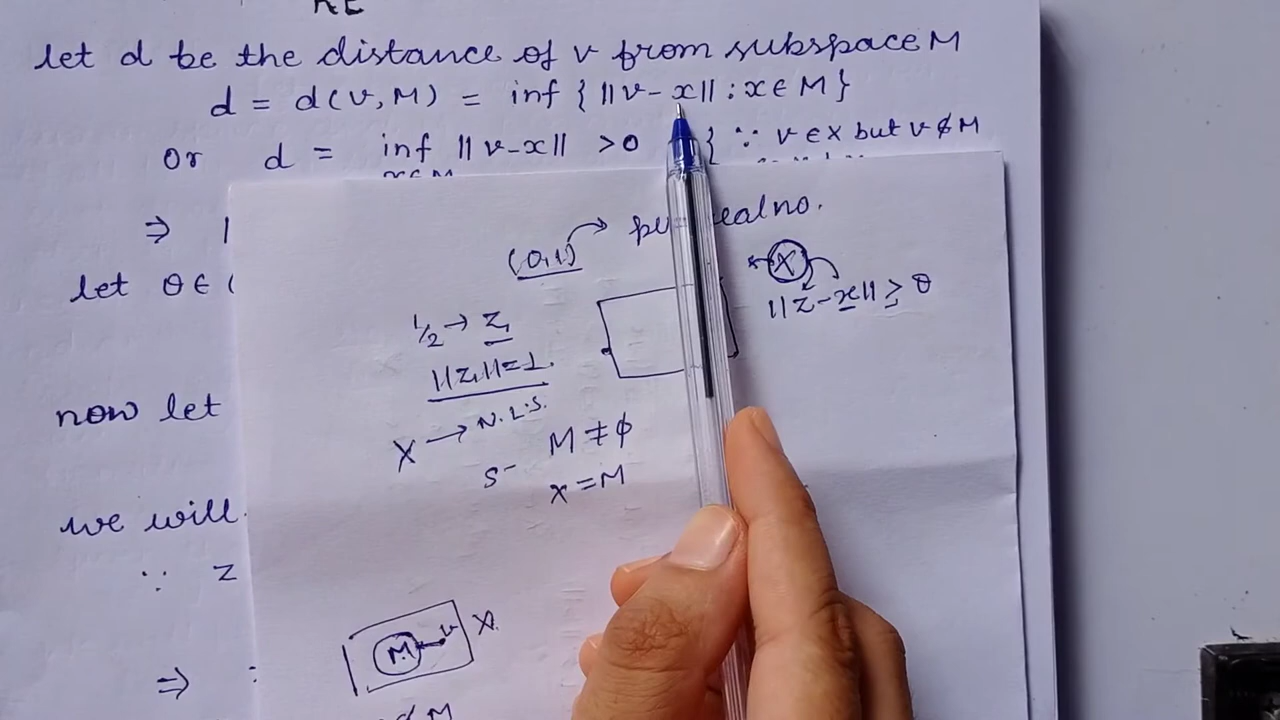 let d be the distance of v from subspace M
d = d(v, M) = inf { ||v-x|| : x ∈ M }
or d = inf ||v-x|| > 0 { ∵ v ∈ X but v ∉ M
x ∈ M
⇒ |
let θ ∈ (
now let
we will
∵ z
⇒ :
(0,1) → real no.
X
||z-x|| ≥ θ
1/2 → z₁
||z₁|| = 1.
X → N.L.S.
M ≠ φ
x = M
M v X
M